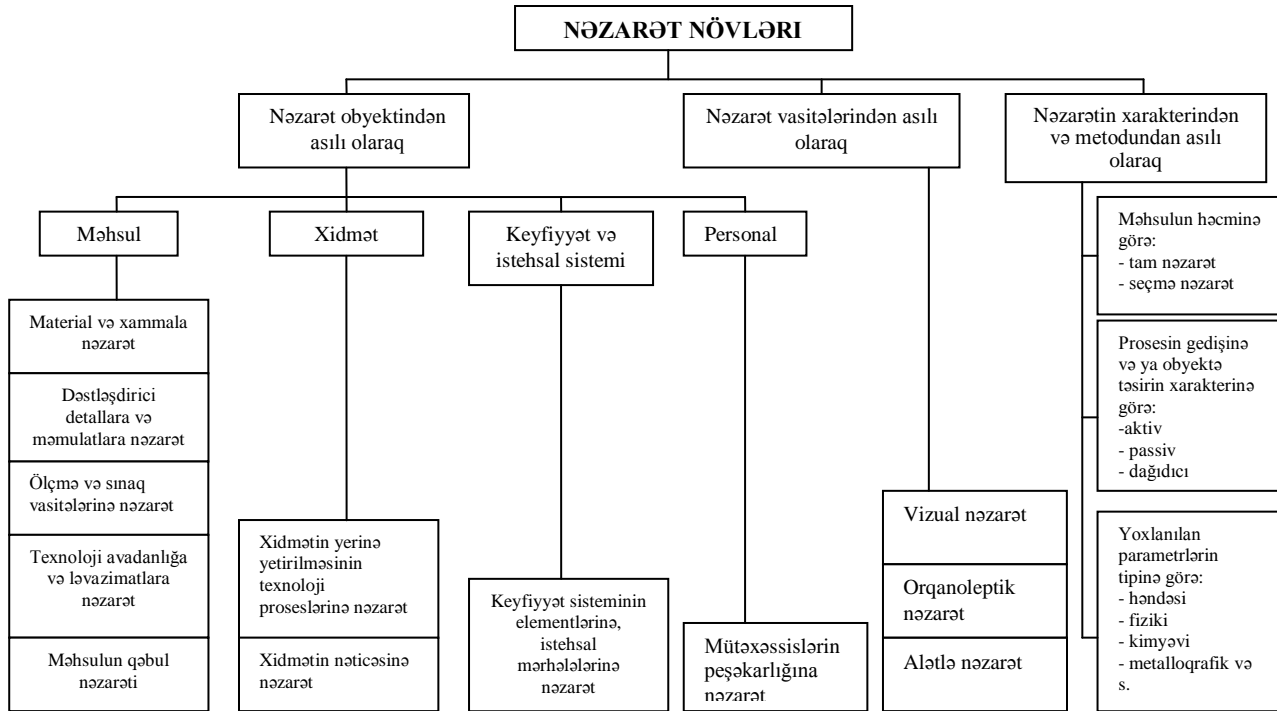 NƏZARƏT NÖVLƏRI
Nəzarət obyektindən
asılı olaraq
Nəzarət vasitələrindən asılı
olaraq
Nəzarətin xarakterindən
və metodundan asılı
olaraq
Məhsul
Xidmət
Keyfiyyət və
istehsal sistemi
Personal
Material və xammala
nəzarət
Dəstləşdirici
detallara və
məmulatlara nəzarət
Ölçmə və sınaq
vasitələrinə nəzarət
Texnoloji avadanlığa
və ləvazimatlara
nəzarət
Məhsulun qəbul
nəzarəti
Xidmətin yerinə
yetirilməsinin
texnoloji
proseslərinə nəzarət
Xidmətin nəticəsinə
nəzarət
Keyfiyyət sisteminin
elementlərinə,
istehsal
mərhələlərinə
nəzarət
Mütəxəssislərin
peşəkarlığına
nəzarət
Vizual nəzarət
Orqanoleptik
nəzarət
Alətlə nəzarət
Məhsulun həcminə
görə:
- tam nəzarət
- seçmə nəzarət
Prosesin gedişinə
və ya obyektə
təsirin xarakterinə
görə:
-aktiv
- passiv
- dağıdıcı
Yoxlanılan
parametrlərin
tipinə görə:
- həndəsi
- fiziki
- kimyəvi
- metalloqrafik və
s.